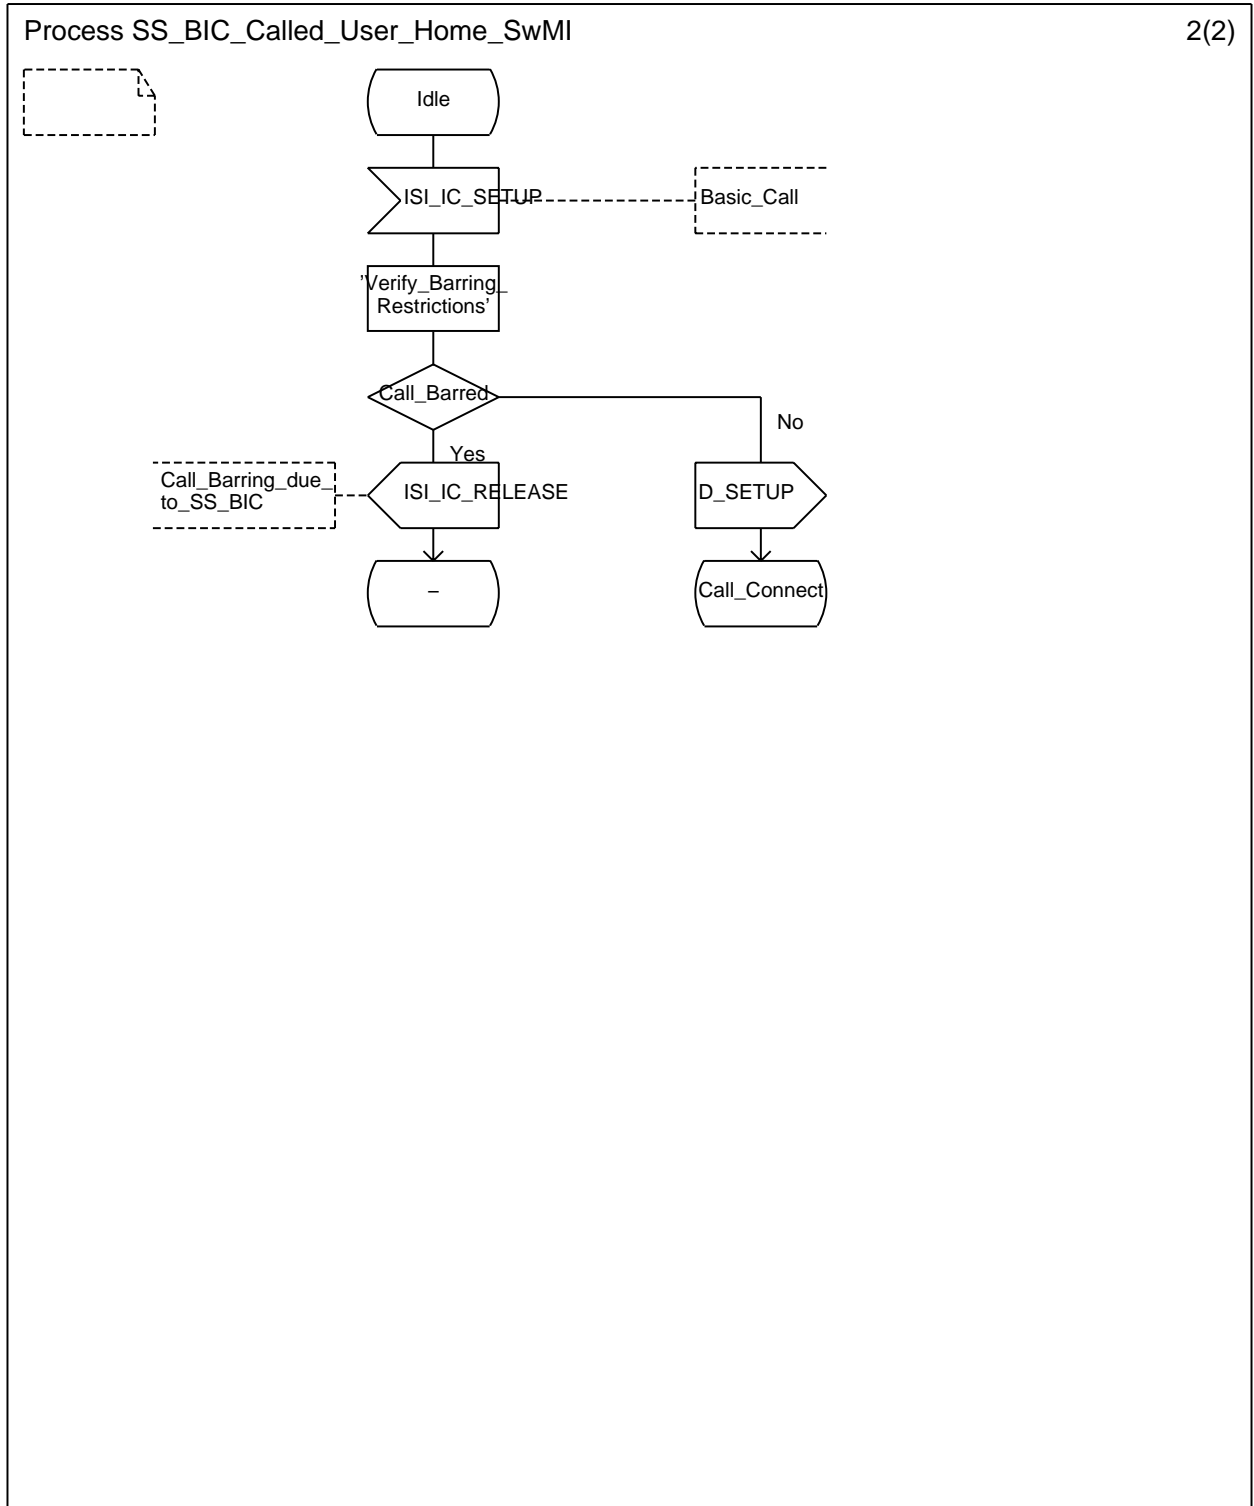 Process SS_BIC_Called_User_Home_SwMI
2(2)
Idle
ISI_IC_SETUP
Basic_Call
’Verify_Barring_
Restrictions’
Call_Barred
No
Yes
Call_Barring_due_
to_SS_BIC
ISI_IC_RELEASE
D_SETUP
–
Call_Connect